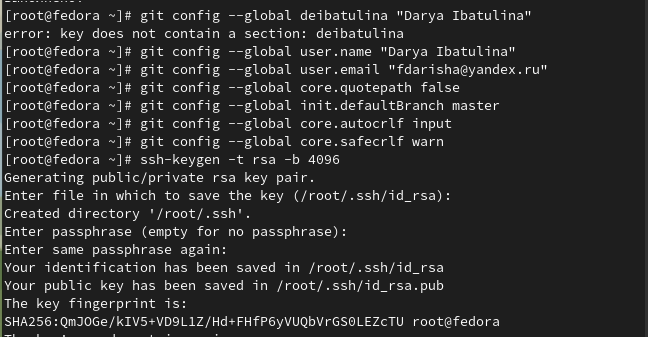 [root@fedora ~]# git config --global deibatulina "Darya Ibatulina"
error: key does not contain a section: deibatulina
[root@fedora ~]# git config --global user.name "Darya Ibatulina"
[root@fedora ~]# git config --global user.email "fdarisha@yandex.ru"
[root@fedora ~]# git config --global core.quotepath false
[root@fedora ~]# git config --global init.defaultBranch master
[root@fedora ~]# git config --global core.autocrlf input
[root@fedora ~]# git config --global core.safecrlf warn
[root@fedora ~]# ssh-keygen -t rsa -b 4096
Generating public/private rsa key pair.
Enter file in which to save the key (/root/.ssh/id_rsa):
Created directory '/root/.ssh'.
Enter passphrase (empty for no passphrase):
Enter same passphrase again:
Your identification has been saved in /root/.ssh/id_rsa
Your public key has been saved in /root/.ssh/id_rsa.pub
The key fingerprint is:
SHA256:QmJOGe/kIV5+VD9L1Z/Hd+FHfP6yVUQbVrGS0LEZcTU root@fedora